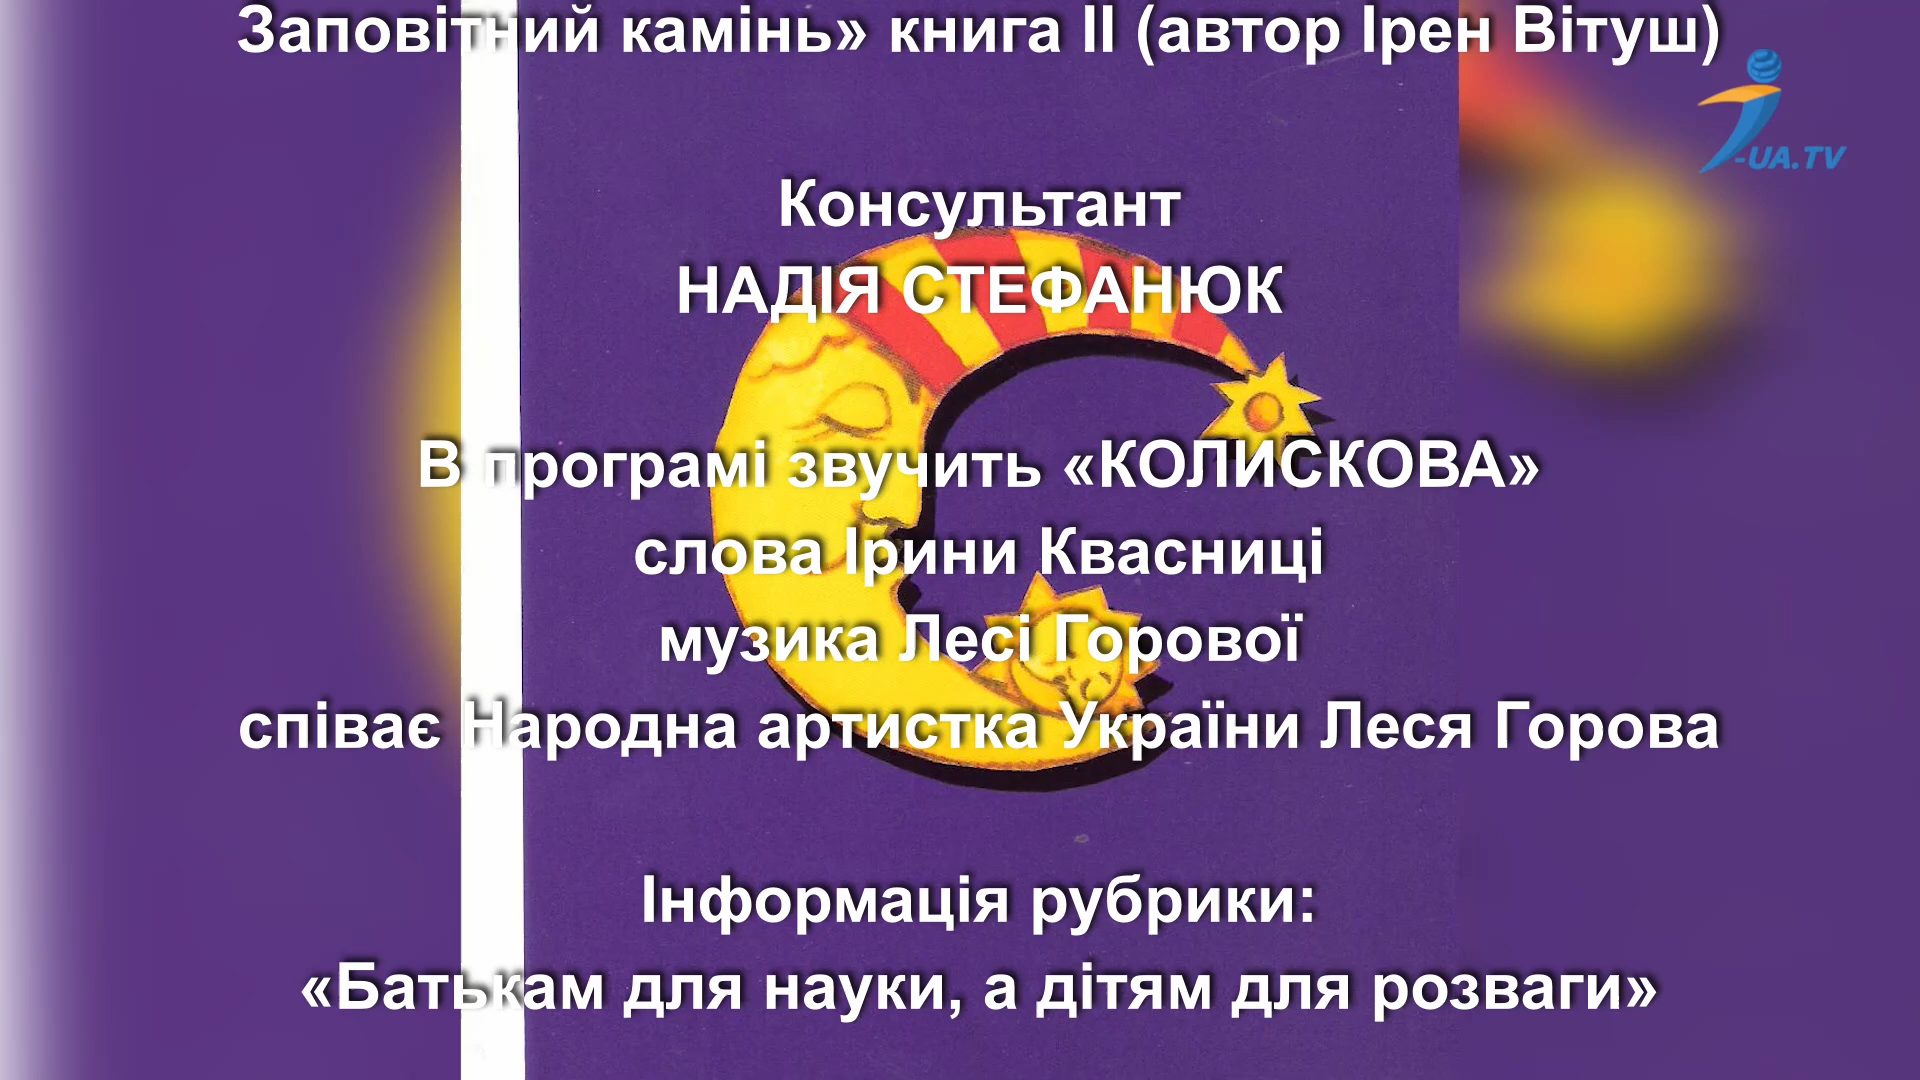 Заповітний камінь» книга ІІ (автор Ірен Вітуш)
-UA.TV
Консультант
НАДІЯ СТЕФАНЮК
В програмі звучить «КОЛИСКОВА»
слова Ірини Квасниці
музика Лесі Горової
співає Народна артистка України Леся Горова
Інформація рубрики:
«Батькам для науки, а дітям для розваги»